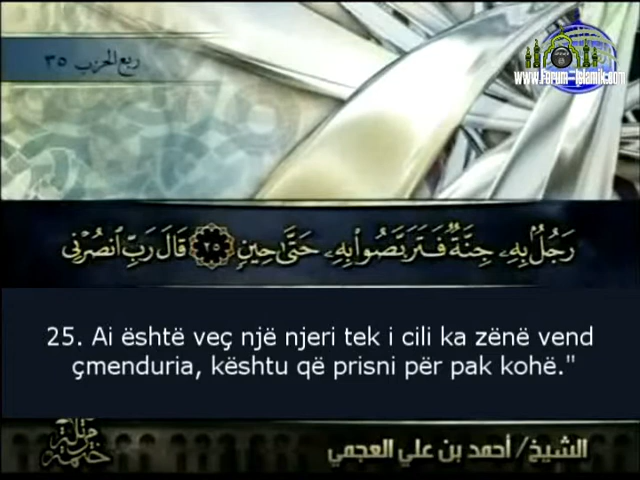 ربع الحزب ٣٥
www.Forum-Islamik.com
رَجُلٌۢ بِهِۦ جِنَّةٌ فَتَرَبَّصُوا۟ بِهِۦ حَتَّىٰ حِينٍ ٢٥ قَالَ رَبِّ ٱنصُرْنِى
25. Ai është veç një njeri tek i cili ka zënë vend
çmenduria, kështu që prisni për pak kohë."
الشيخ/أحمد بن علي العجمي